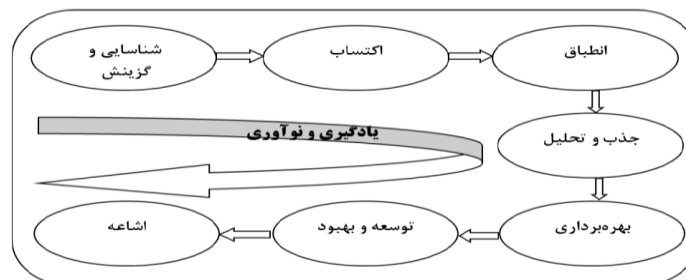 شناسایی و
گزینش
اکتساب
انطباق
جذب و تحلیل
یادگیری و نوآوری
بهره‌برداری
توسعه و بهبود
اشاعه